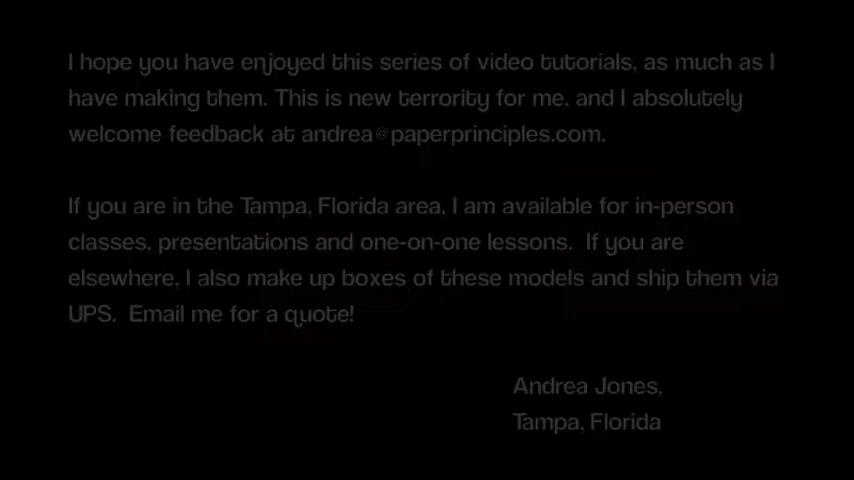 I hope you have enjoyed this series of video tutorials, as much as I
have making them. This is new terrority for me. and I absolutely
welcome feedback at andrea@paperprinciples.com.
If you are in the Tampa, Florida area, I am available for in-person
classes, presentations and one-on-one lessons.  If you are
elsewhere, I also make up boxes of these models and ship them via
UPS.  Email me for a quote!
Andrea Jones,
Tampa, Florida